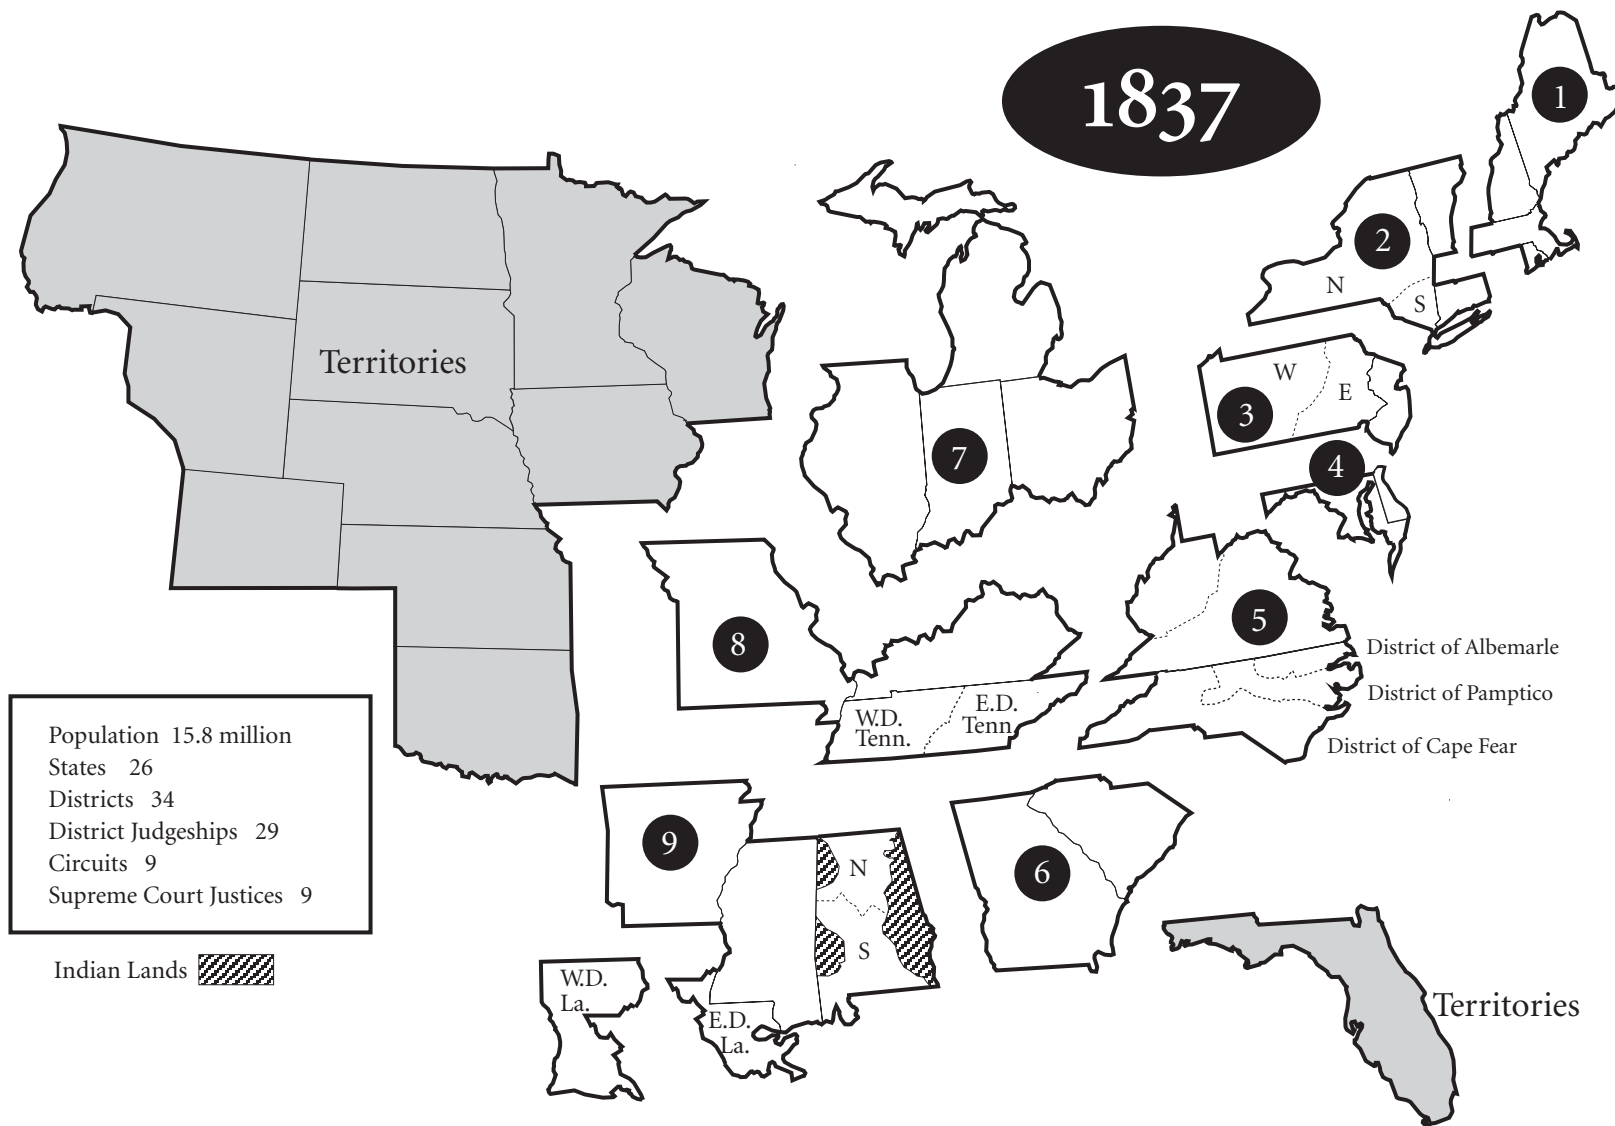 1837
1
2
N
S
Territories
W
E
3
4
7
5
8
District of Albemarle
District of Pamptico
District of Cape Fear
W.D.
Tenn.
E.D.
Tenn.
Population 15.8 million
States 26
Districts 34
District Judgeships 29
Circuits 9
Supreme Court Justices 9
Indian Lands
9
N
S
6
W.D.
La.
E.D.
La.
Territories